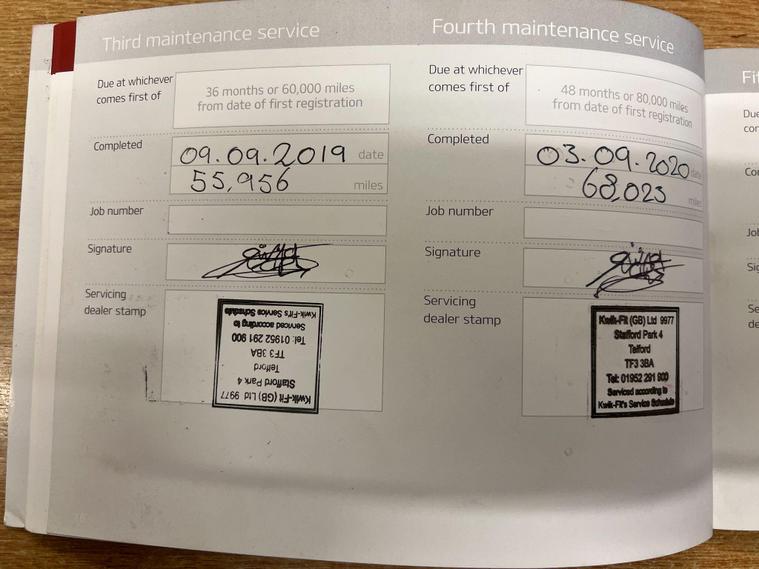 Third maintenance service
Due at whichever
comes first of
36 months or 60,000 miles
from date of first registration
Completed
09.09.2019 date
55,956 miles
Job number
Signature
Servicing
dealer stamp
Kwik-Fit (GB) Ltd 9977
Stafford Park 4
Telford
TF3 3BA
Tel: 01952 291 900
Serviced according to
Kwik-Fit's Service Schedule
Fourth maintenance service
Due at whichever
comes first of
48 months or 80,000 miles
from date of first registration
Completed
03.09.2020 date
68,023 miles
Job number
Signature
Servicing
dealer stamp
Kwik-Fit (GB) Ltd 9977
Stafford Park 4
Telford
TF3 3BA
Tel: 01952 291 900
Serviced according to
Kwik-Fit's Service Schedule